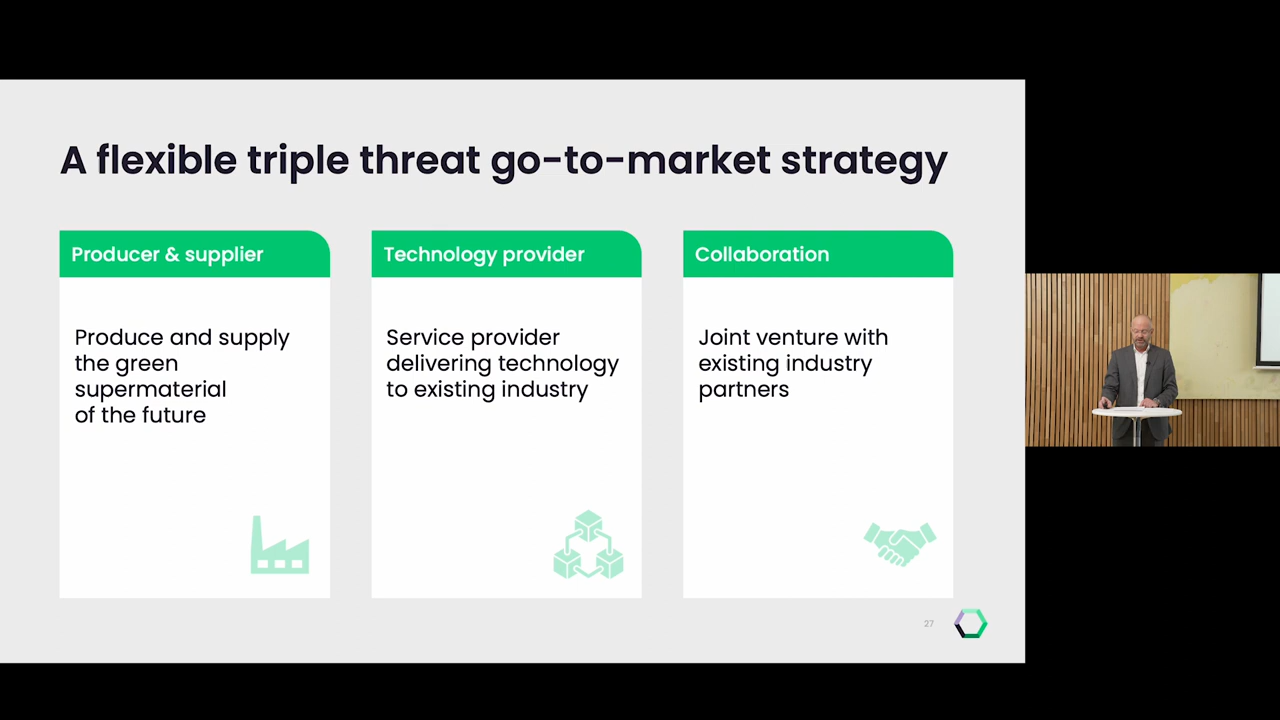 A flexible triple threat go-to-market strategy
Producer & supplier
Produce and supply
the green
supermaterial
of the future
Technology provider
Service provider
delivering technology
to existing industry
Collaboration
Joint venture with
existing industry
partners
27